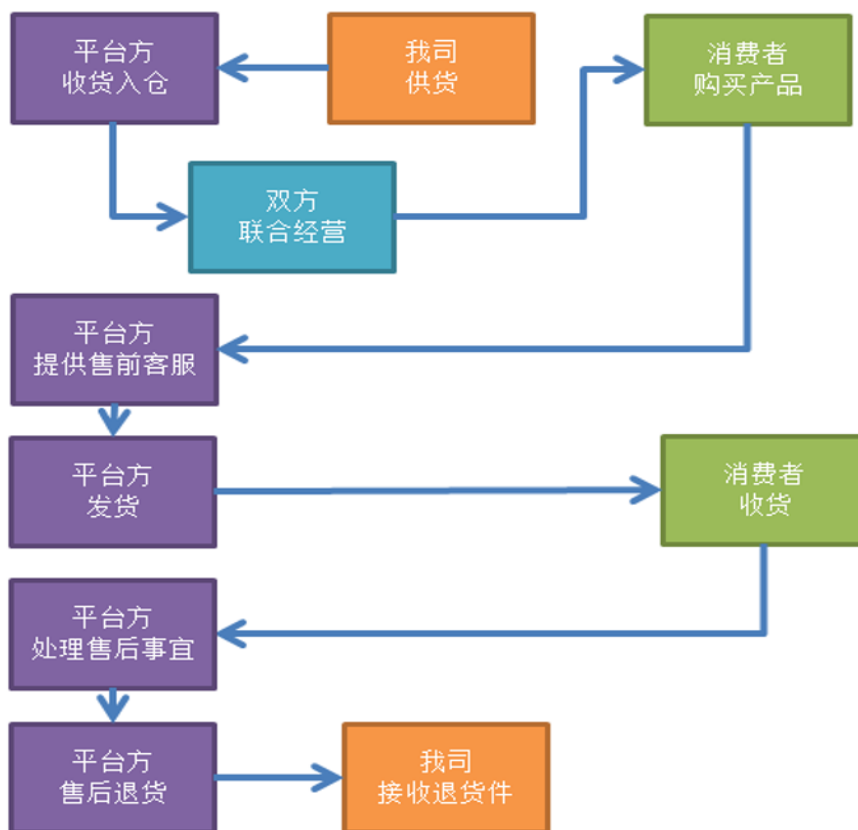 平台方
收货入仓
我司
供货
消费者
购买产品
双方
联合经营
平台方
提供售前客服
平台方
发货
消费者
收货
平台方
处理售后事宜
平台方
售后退货
我司
接收退货件